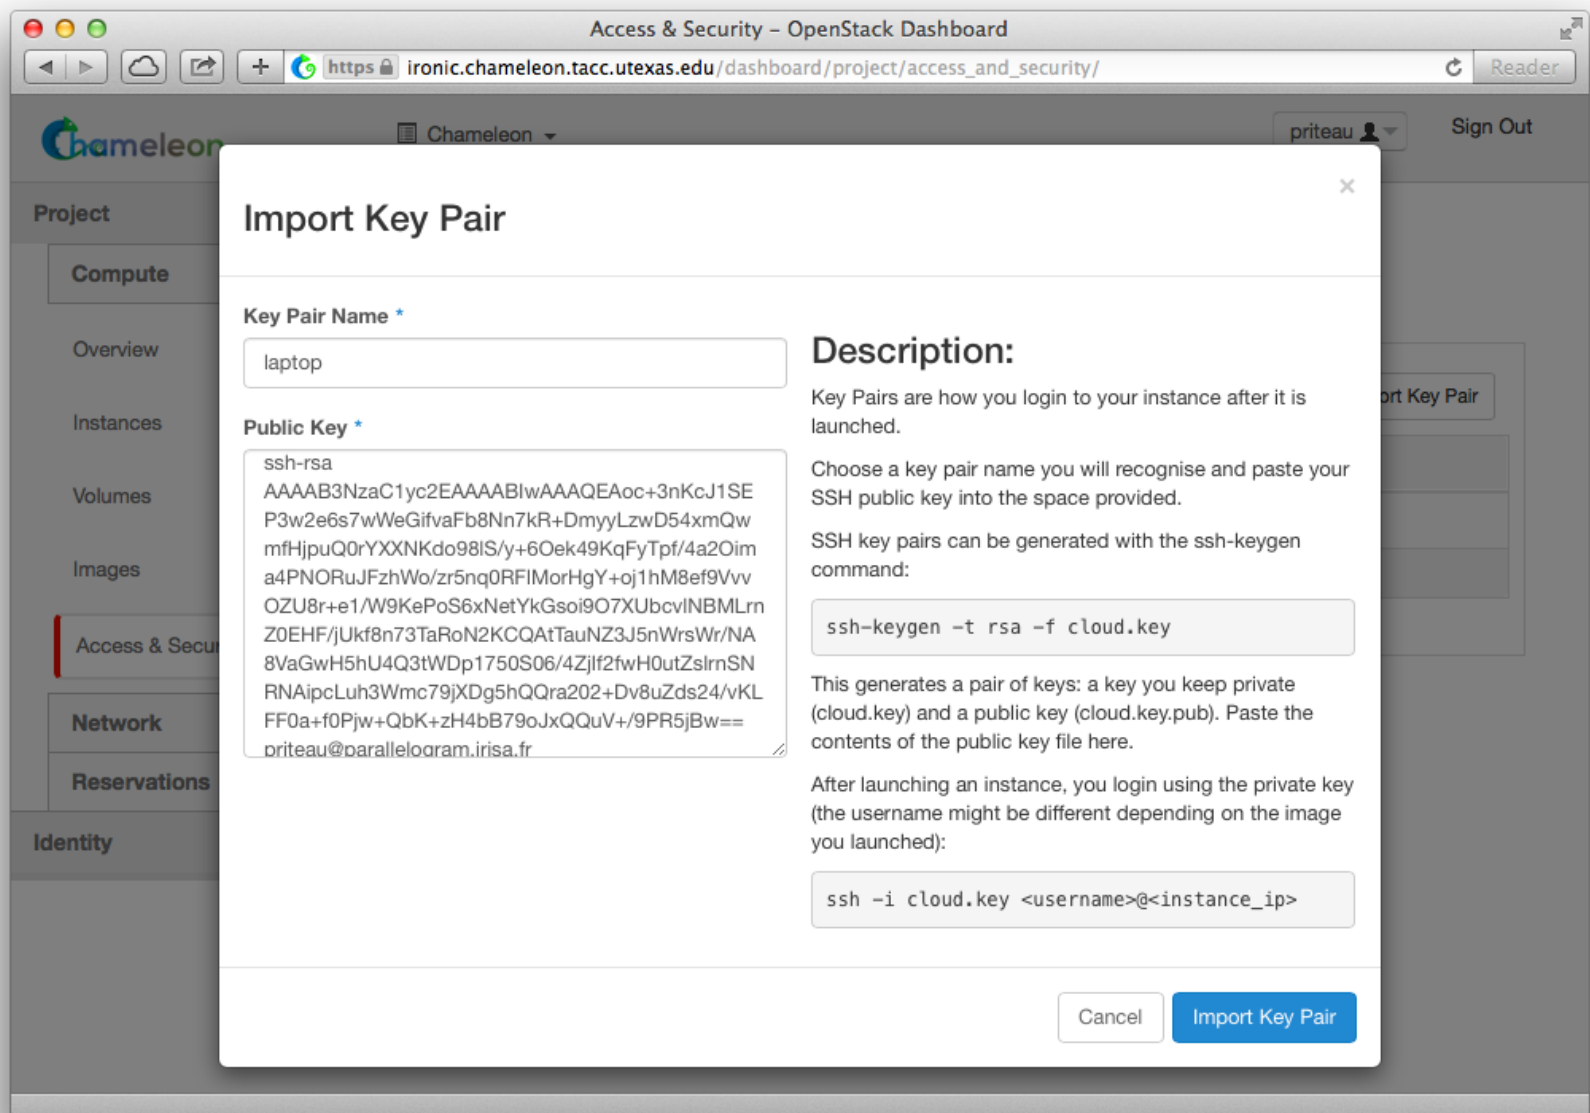 Access & Security – OpenStack Dashboard
https ironic.chameleon.tacc.utexas.edu/dashboard/project/access_and_security/
Reader
Chameleon
Chameleon
priteau
Sign Out
Project
Compute
Overview
Instances
Volumes
Images
Access & Secur
Network
Reservations
Identity
ort Key Pair
×
Import Key Pair
Key Pair Name *
laptop
Public Key *
ssh-rsa
AAAAB3NzaC1yc2EAAAABIwAAAQEAoc+3nKcJ1SE
P3w2e6s7wWeGifvaFb8Nn7kR+DmyyLzwD54xmQw
mfHjpuQ0rYXXNKdo98lS/y+6Oek49KqFyTpf/4a2Oim
a4PNORuJFzhWo/zr5nq0RFlMorHgY+oj1hM8ef9Vvv
OZU8r+e1/W9KePoS6xNetYkGsoi9O7XUbcvlNBMLrn
Z0EHF/jUkf8n73TaRoN2KCQAtTauNZ3J5nWrsWr/NA
8VaGwH5hU4Q3tWDp1750S06/4Zjlf2fwH0utZslrnSN
RNAipcLuh3Wmc79jXDg5hQQra202+Dv8uZds24/vKL
FF0a+f0Pjw+QbK+zH4bB79oJxQQuV+/9PR5jBw==
priteau@parallelogram.irisa.fr
Description:
Key Pairs are how you login to your instance after it is
launched.
Choose a key pair name you will recognise and paste your
SSH public key into the space provided.
SSH key pairs can be generated with the ssh-keygen
command:
ssh-keygen -t rsa -f cloud.key
This generates a pair of keys: a key you keep private
(cloud.key) and a public key (cloud.key.pub). Paste the
contents of the public key file here.
After launching an instance, you login using the private key
(the username might be different depending on the image
you launched):
ssh -i cloud.key <username>@<instance_ip>
Cancel
Import Key Pair